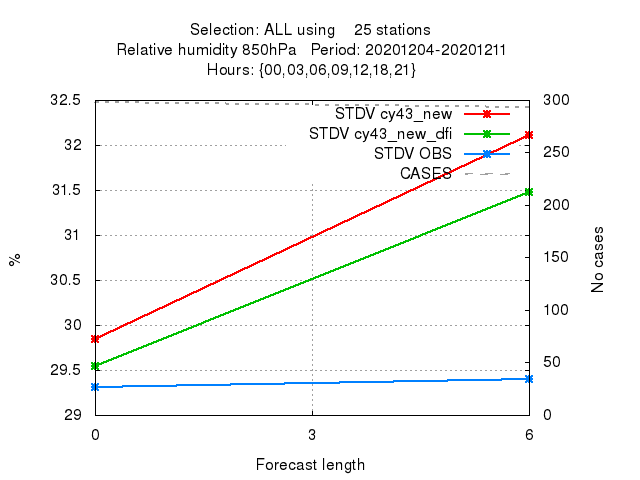 Selection: ALL using    25 stations
Relative humidity 850hPa   Period: 20201204-20201211
Hours: {00,03,06,09,12,18,21}
STDV cy43_new
STDV cy43_new_dfi
STDV OBS
CASES
32.5
32
31.5
31
30.5
30
29.5
29
%
300
250
200
150
100
50
0
No cases
0 3 6
Forecast length